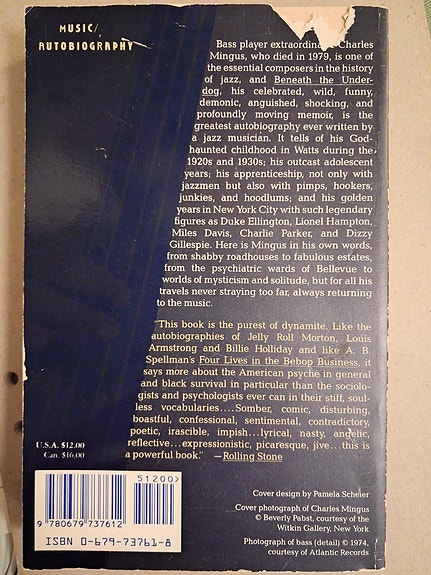 MUSIC/
AUTOBIOGRAPHY
Bass player extraordinaire Charles
Mingus, who died in 1979, is one of
the essential composers in the history
of jazz, and Beneath the Under-
dog, his celebrated, wild, funny,
demonic, anguished, shocking, and
profoundly moving memoir, is the
greatest autobiography ever written by
a jazz musician. It tells of his God-
haunted childhood in Watts during the
1920s and 1930s; his outcast adolescent
years; his apprenticeship, not only with
jazzmen but also with pimps, hookers,
junkies, and hoodlums; and his golden
years in New York City with such legendary
figures as Duke Ellington, Lionel Hampton,
Miles Davis, Charlie Parker, and Dizzy
Gillespie. Here is Mingus in his own words,
from shabby roadhouses to fabulous estates,
from the psychiatric wards of Bellevue to
worlds of mysticism and solitude, but for all his
travels never straying too far, always returning
to the music.
"This book is the purest of dynamite. Like the
autobiographies of Jelly Roll Morton, Louis
Armstrong and Billie Holliday and like A. B.
Spellman's Four Lives in the Bebop Business, it
says more about the American psyche in general
and black survival in particular than the sociolo-
gists and psychologists ever can in their stiff, soul-
less vocabularies....Somber, comic, disturbing,
boastful, confessional, sentimental, contradictory,
poetic, irascible, impish...lyrical, nasty, angelic,
reflective...expressionistic, picaresque, jive...this is
a powerful book." —Rolling Stone
U.S.A. $12.00
Can. $16.00
51200
9 780679 737612
ISBN 0-679-73761-8
Cover design by Pamela Scheier
Cover photograph of Charles Mingus
© Beverly Pabst, courtesy of the
Witkin Gallery, New York
Photograph of bass (detail) © 1974,
courtesy of Atlantic Records